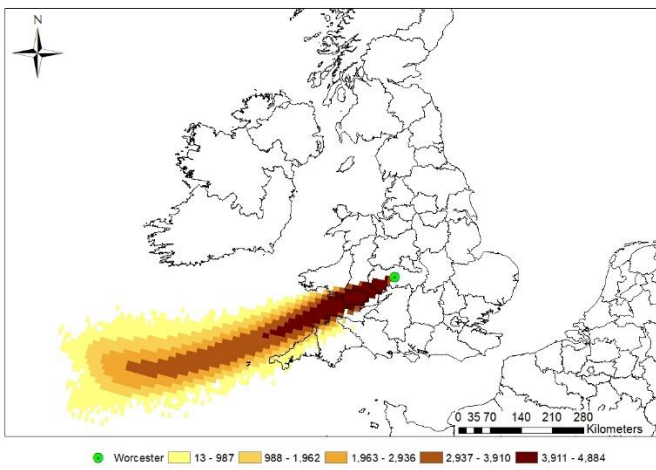 N
0 35 70 140 210 280
Kilometers
Worcester 13 - 987 988 - 1,962 1,963 - 2,936 2,937 - 3,910 3,911 - 4,884